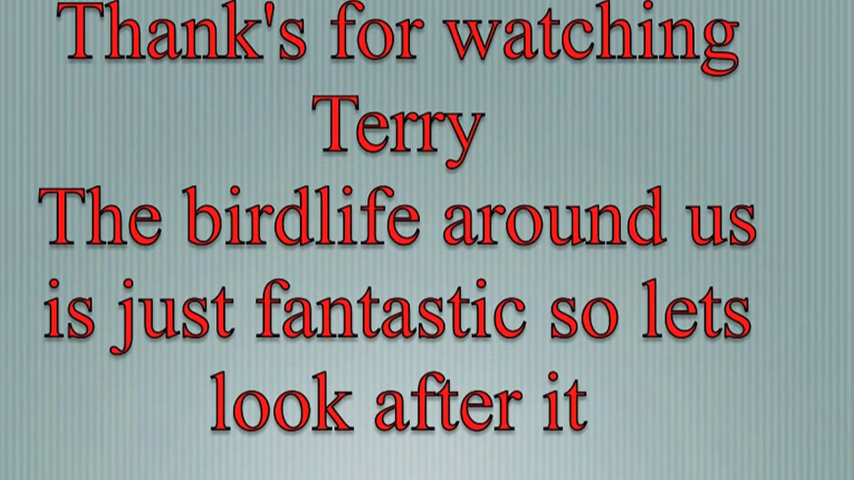 Thank's for watching
Terry
The birdlife around us
is just fantastic so lets
look after it